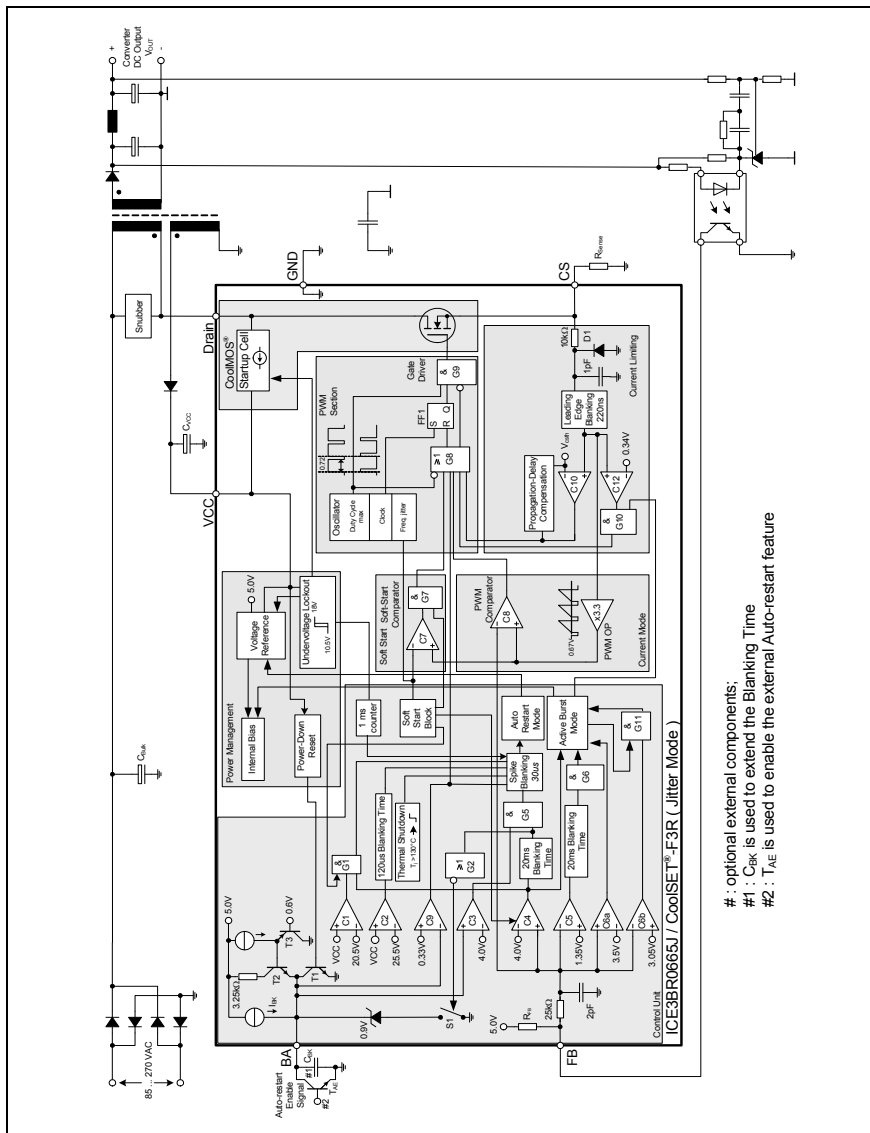 85 ... 270 VAC
CBulk
Snubber
CVCC
Converter
DC Output
VOUT
+
-
VCC
Drain
GND
CS
RSense
BA
FB
Auto-restart
Enable
Signal
#1
CBK
#2
TAE
5.0V
IBK
3.25kΩ
T2
T3
0.6V
T1
0.9V
S1
5.0V
RFB
25kΩ
2pF
Control Unit
Power Management
Internal Bias
Voltage
Reference
5.0V
Power-Down
Reset
Undervoltage Lockout
18V
10.5V
CoolMOS®
Startup Cell
VCC
20.5V
C1
&
G1
VCC
25.5V
C2
120us Blanking Time
Thermal Shutdown
Tj >130°C
0.33V
C9
4.0V
C3
≥1
G2
4.0V
C4
20ms
Blanking
Time
&
G5
1.35V
C5
20ms Blanking
Time
&
G6
3.5V
C6a
3.05V
C6b
&
G11
1 ms
counter
Spike
Blanking
30us
Auto
Restart
Mode
Active Burst
Mode
Soft
Start
Block
Soft Start
Soft-Start
Comparator
C7
&
G7
PWM
Comparator
C8
0.67V
x3.3
PWM OP
Current Mode
Oscillator
Duty Cycle
max
Clock
Freq. jitter
0.72
PWM
Section
≥1
G8
FF1
S
R
Q
&
G9
Gate
Driver
Propagation-Delay
Compensation
Vcsth
C10
C12
0.34V
&
G10
Leading
Edge
Blanking
220ns
10kΩ
1pF
D1
Current Limiting
ICE3BR0665J / CoolSET®-F3R ( Jitter Mode )
# : optional external components;
#1 : CBK is used to extend the Blanking Time
#2 : TAE is used to enable the external Auto-restart feature